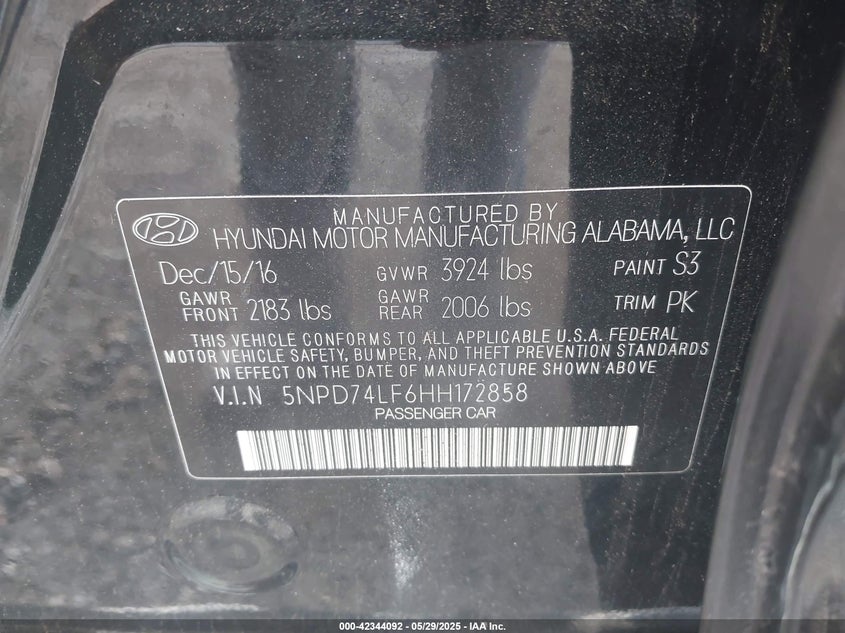 MANUFACTURED BY
HYUNDAI MOTOR MANUFACTURING ALABAMA, LLC
Dec/15/16 GVWR 3924 lbs PAINT S3
GAWR FRONT 2183 lbs GAWR REAR 2006 lbs TRIM PK
THIS VEHICLE CONFORMS TO ALL APPLICABLE U.S.A. FEDERAL
MOTOR VEHICLE SAFETY, BUMPER, AND THEFT PREVENTION STANDARDS
IN EFFECT ON THE DATE OF MANUFACTURE SHOWN ABOVE
V.I.N 5NPD74LF6HH172858
PASSENGER CAR
000-42344092 - 05/29/2025 - IAA Inc.